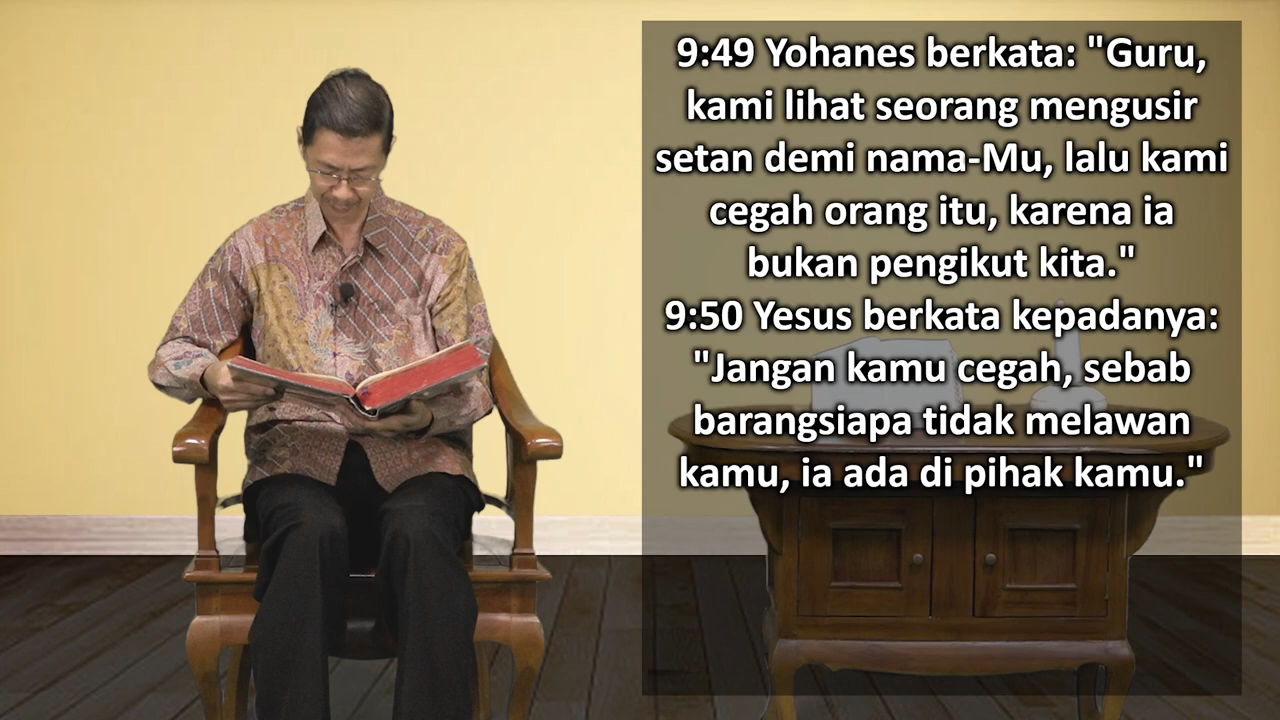 9:49 Yohanes berkata: "Guru,
kami lihat seorang mengusir
setan demi nama-Mu, lalu kami
cegah orang itu, karena ia
bukan pengikut kita."
9:50 Yesus berkata kepadanya:
"Jangan kamu cegah, sebab
barangsiapa tidak melawan
kamu, ia ada di pihak kamu."